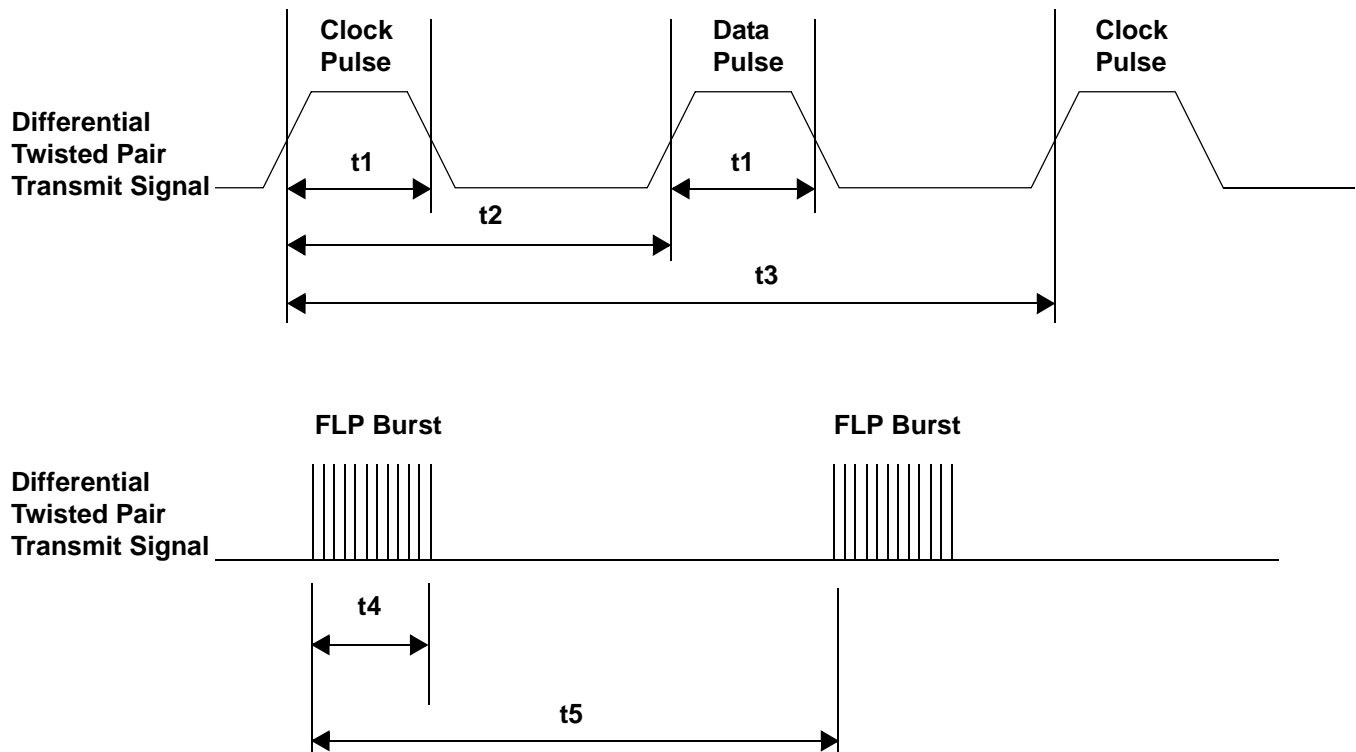 Clock
Pulse
Data
Pulse
Clock
Pulse
Differential
Twisted Pair
Transmit Signal
t1
t1
t2
t3
FLP Burst
FLP Burst
Differential
Twisted Pair
Transmit Signal
t4
t5